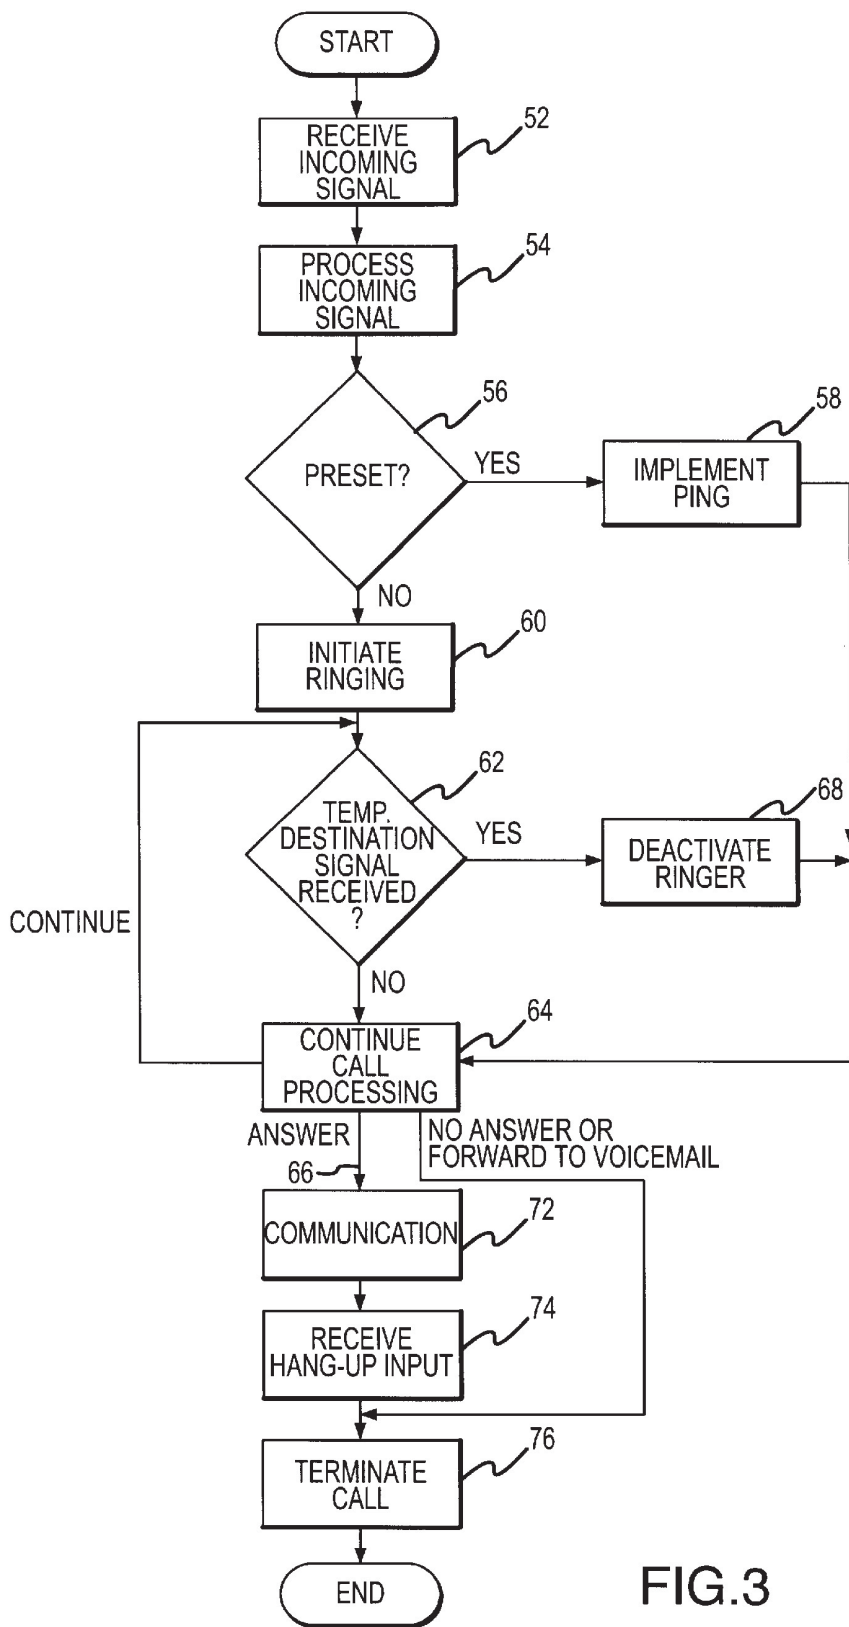 START
RECEIVE
INCOMING
SIGNAL
52
PROCESS
INCOMING
SIGNAL
54
PRESET?
56
YES
IMPLEMENT
PING
58
NO
INITIATE
RINGING
60
TEMP.
DESTINATION
SIGNAL
RECEIVED
?
62
YES
DEACTIVATE
RINGER
68
CONTINUE
NO
CONTINUE
CALL
PROCESSING
64
ANSWER
66
NO ANSWER OR
FORWARD TO VOICEMAIL
COMMUNICATION
72
RECEIVE
HANG-UP INPUT
74
TERMINATE
CALL
76
END
FIG.3